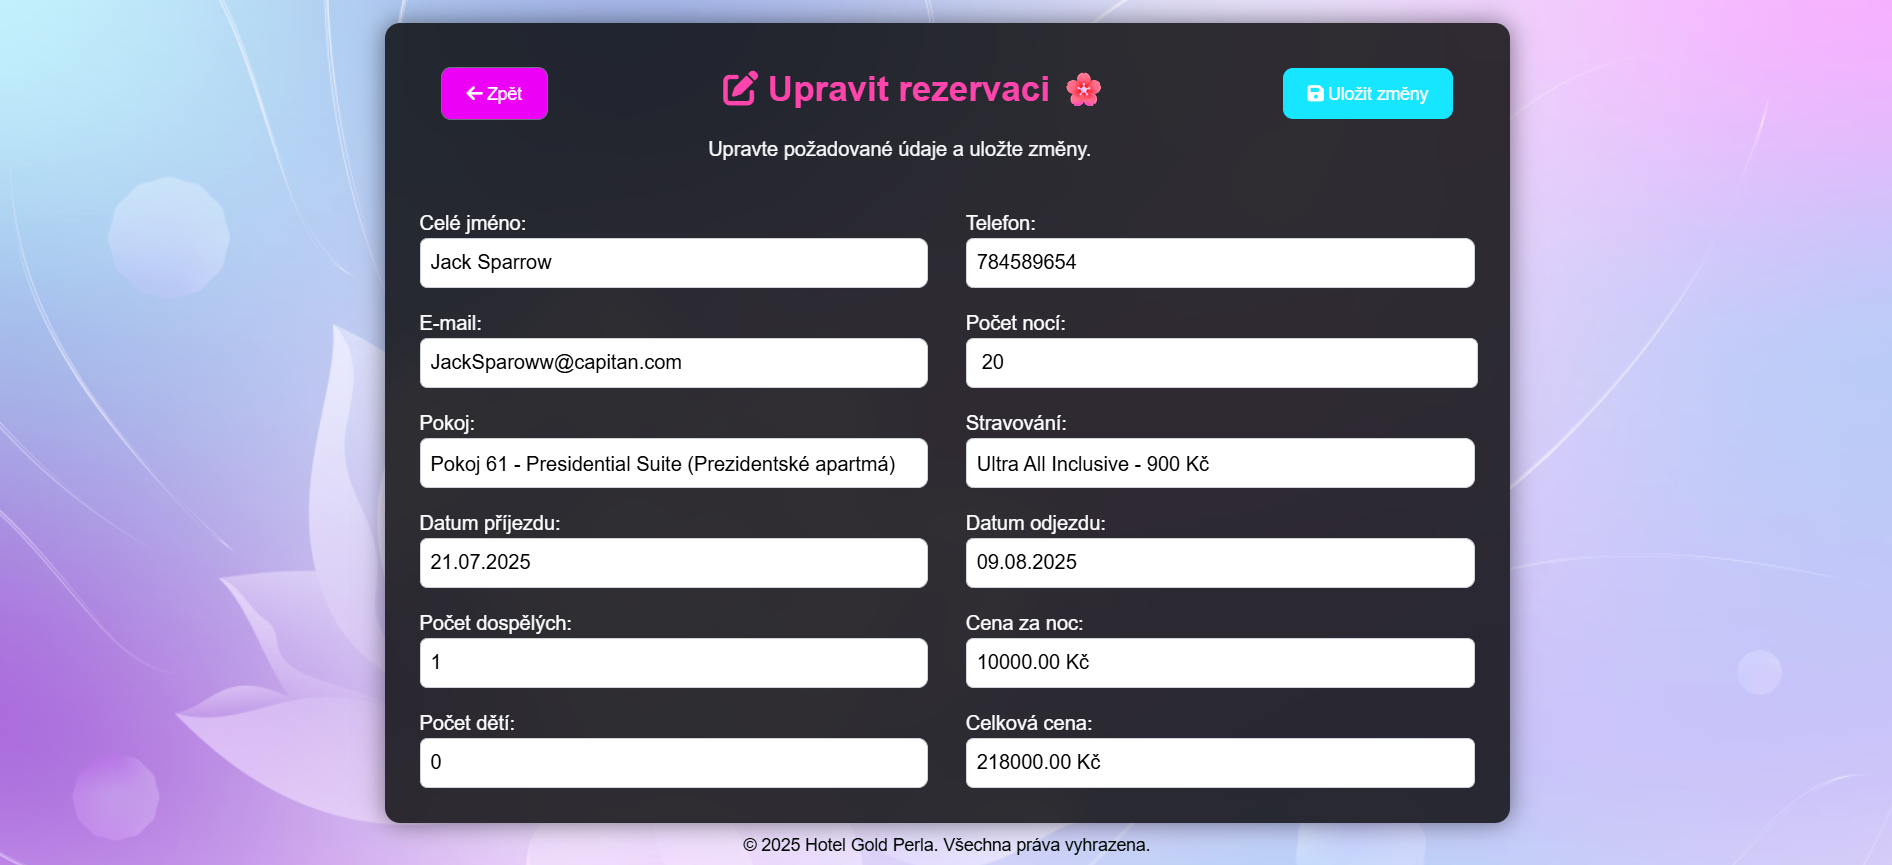 Zpět
Upravit rezervaci
Uložit změny
Upravte požadované údaje a uložte změny.
Celé jméno:
Telefon:
Jack Sparrow
784589654
E-mail:
Počet nocí:
JackSparoww@capitan.com
20
Pokoj:
Stravování:
Pokoj 61 - Presidential Suite (Prezidentské apartmá)
Ultra All Inclusive - 900 Kč
Datum příjezdu:
Datum odjezdu:
21.07.2025
09.08.2025
Počet dospělých:
Cena za noc:
1
10000.00 Kč
Počet dětí:
Celková cena:
0
218000.00 Kč
© 2025 Hotel Gold Perla. Všechna práva vyhrazena.